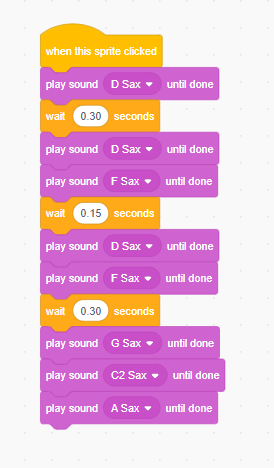 when this sprite clicked
play sound D Sax until done
wait 0.30 seconds
play sound D Sax until done
play sound F Sax until done
wait 0.15 seconds
play sound D Sax until done
play sound F Sax until done
wait 0.30 seconds
play sound G Sax until done
play sound C2 Sax until done
play sound A Sax until done